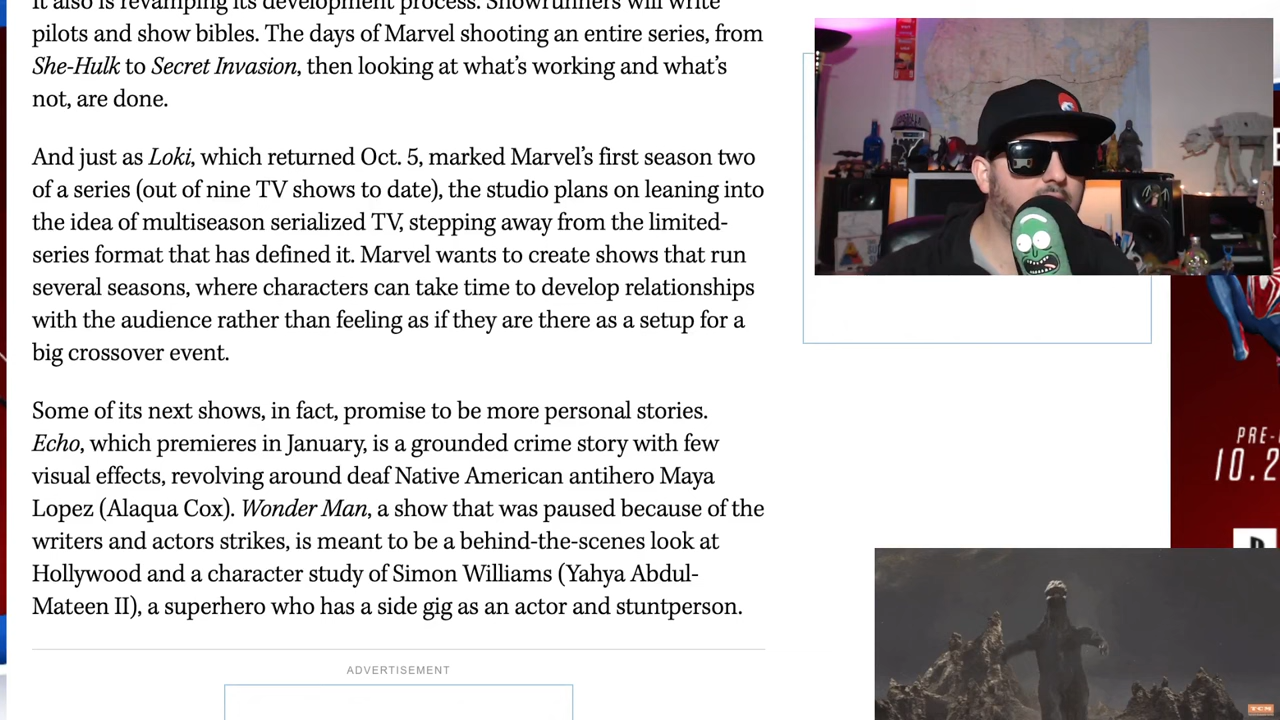 It also is revamping its development process. Showrunners will write
pilots and show bibles. The days of Marvel shooting an entire series, from
She-Hulk to Secret Invasion, then looking at what’s working and what’s
not, are done.
And just as Loki, which returned Oct. 5, marked Marvel’s first season two
of a series (out of nine TV shows to date), the studio plans on leaning into
the idea of multiseason serialized TV, stepping away from the limited-
series format that has defined it. Marvel wants to create shows that run
several seasons, where characters can take time to develop relationships
with the audience rather than feeling as if they are there as a setup for a
big crossover event.
Some of its next shows, in fact, promise to be more personal stories.
Echo, which premieres in January, is a grounded crime story with few
visual effects, revolving around deaf Native American antihero Maya
Lopez (Alaqua Cox). Wonder Man, a show that was paused because of the
writers and actors strikes, is meant to be a behind-the-scenes look at
Hollywood and a character study of Simon Williams (Yahya Abdul-
Mateen II), a superhero who has a side gig as an actor and stuntperson.
ADVERTISEMENT
PRE-
10.2
TCM